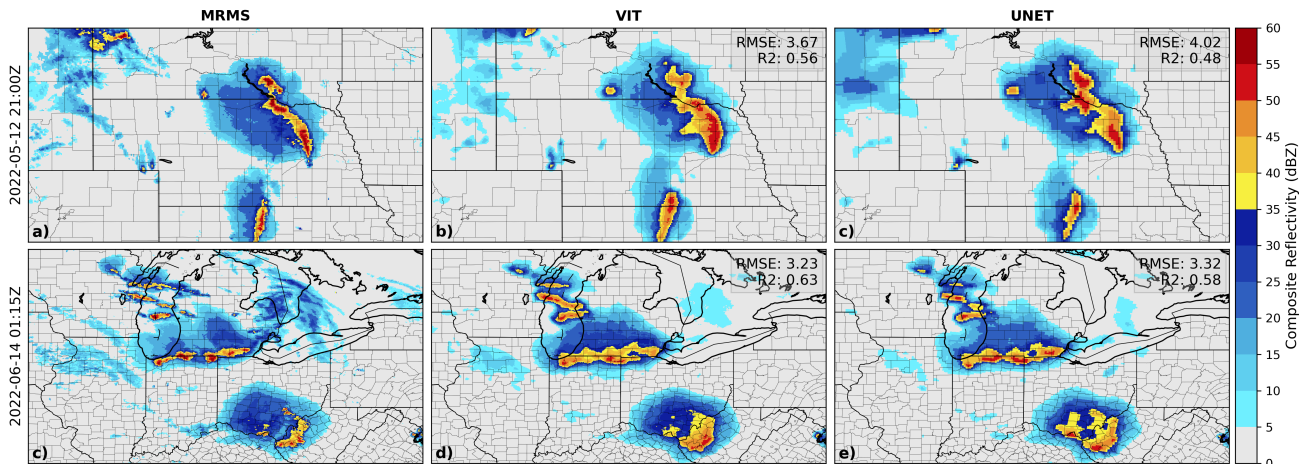 MRMS
VIT
UNET
2022-05-12 21:00Z
a)
RMSE: 3.67
R2: 0.56
b)
RMSE: 4.02
R2: 0.48
c)
2022-06-14 01:15Z
c)
RMSE: 3.23
R2: 0.63
d)
RMSE: 3.32
R2: 0.58
e)
60
55
50
45
40
35
30
25
20
15
10
5
0
Composite Reflectivity (dBZ)